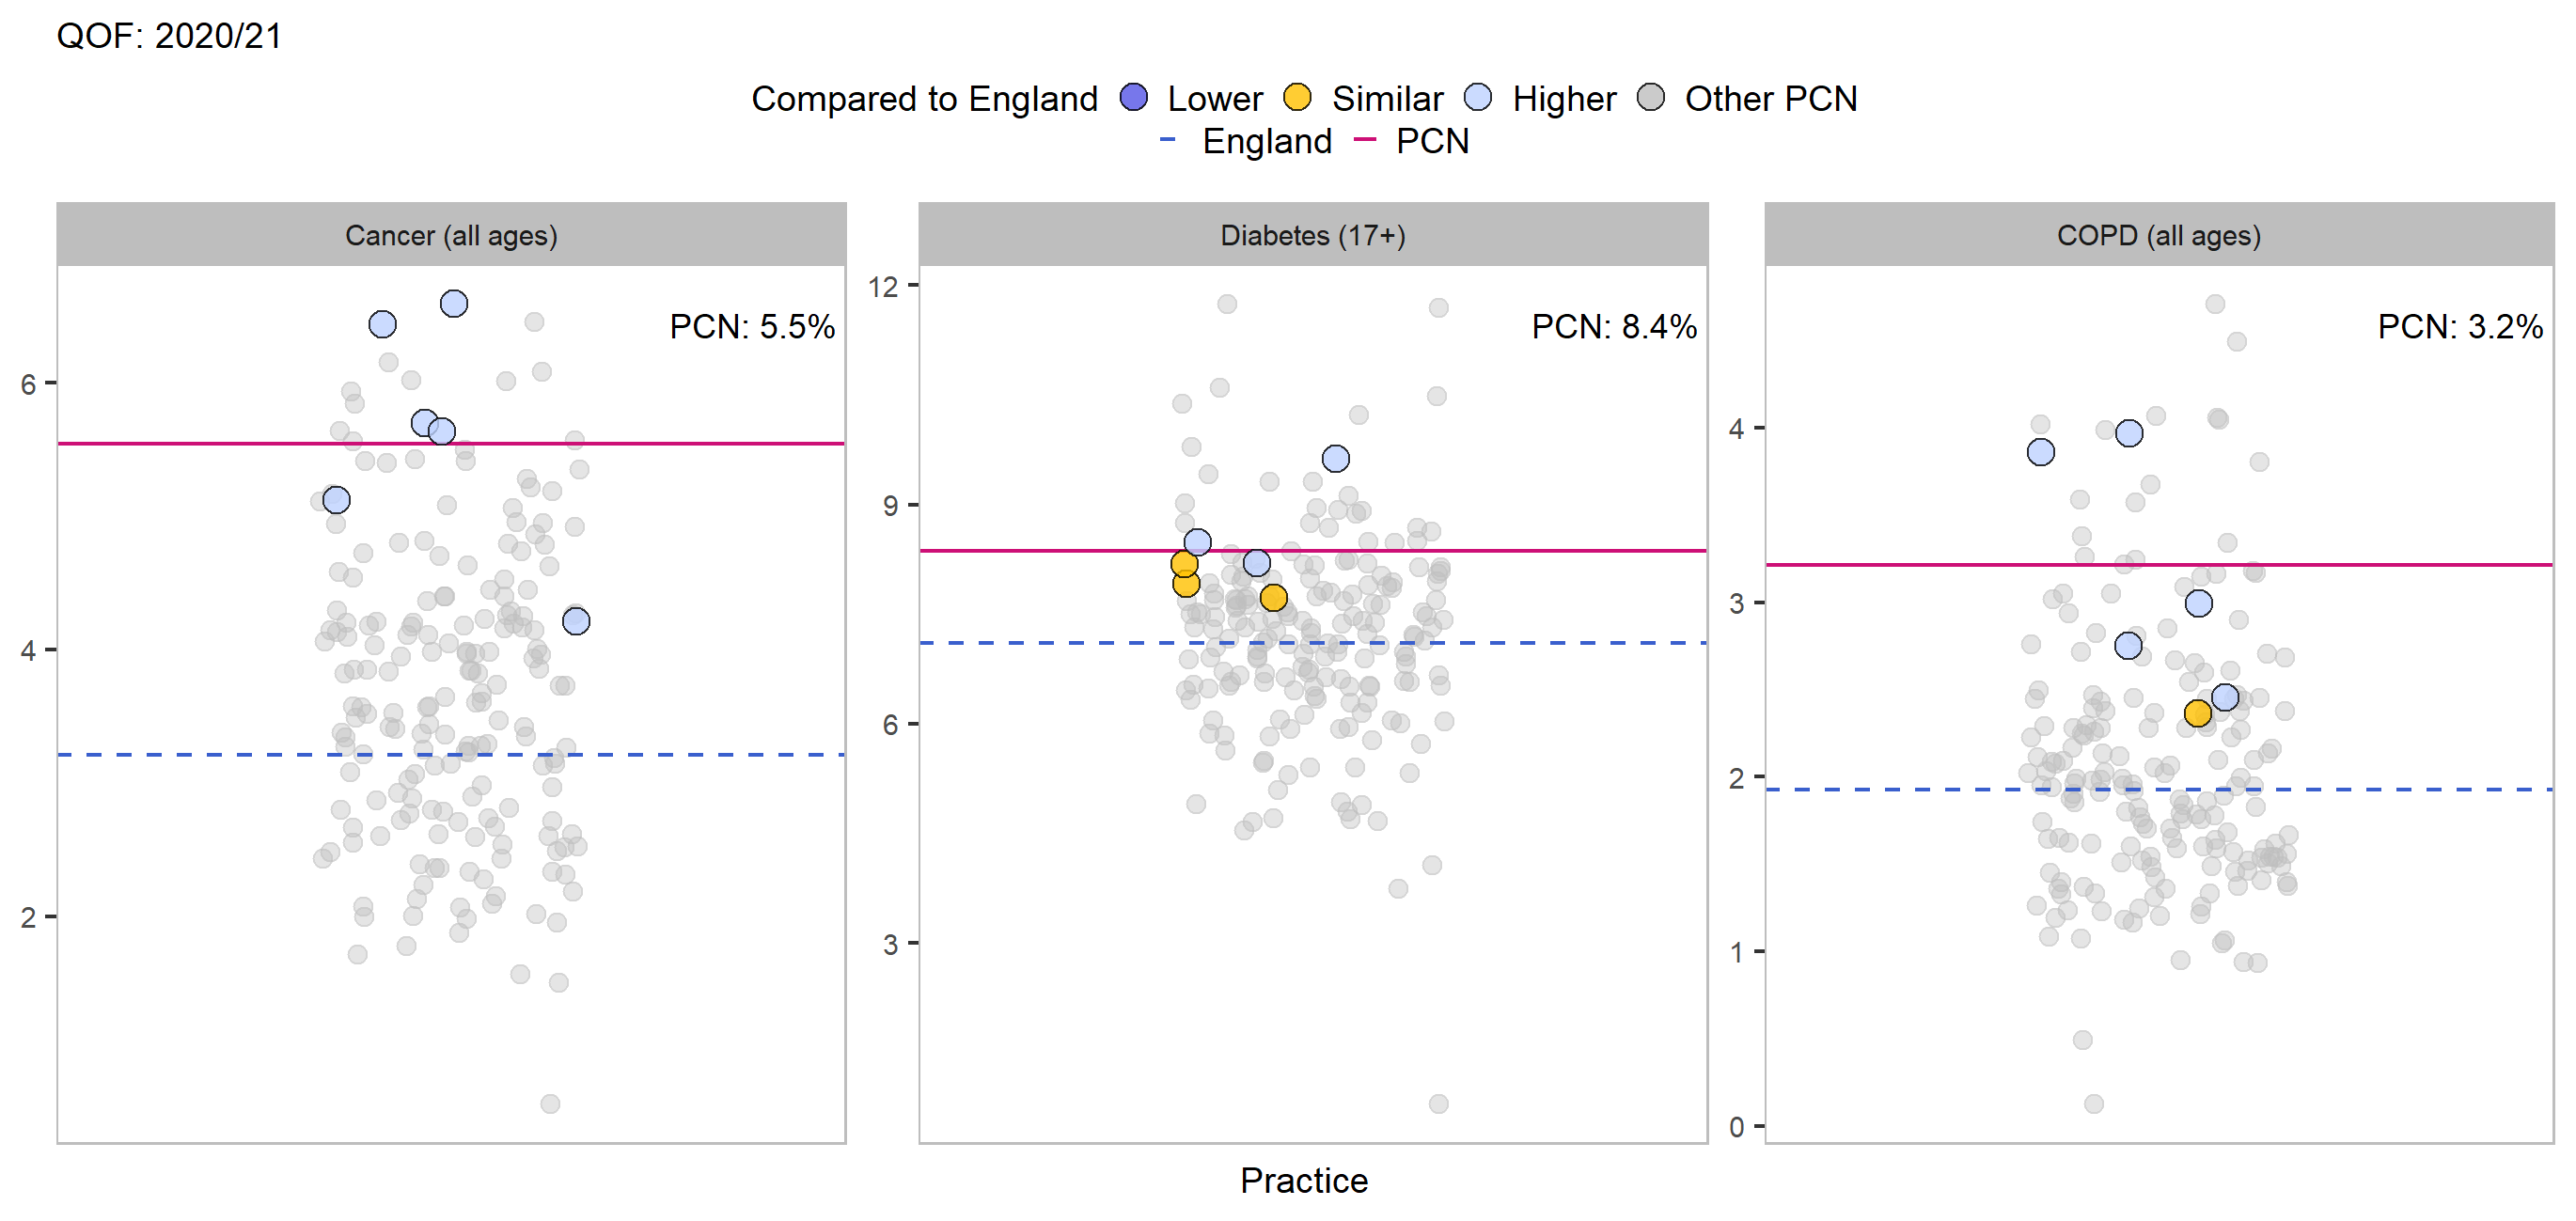 QOF: 2020/21
Compared to England Lower Similar Higher Other PCN
England PCN
Cancer (all ages)
PCN: 5.5%
6
4
2
Diabetes (17+)
PCN: 8.4%
12
9
6
3
COPD (all ages)
PCN: 3.2%
4
3
2
1
0
Practice